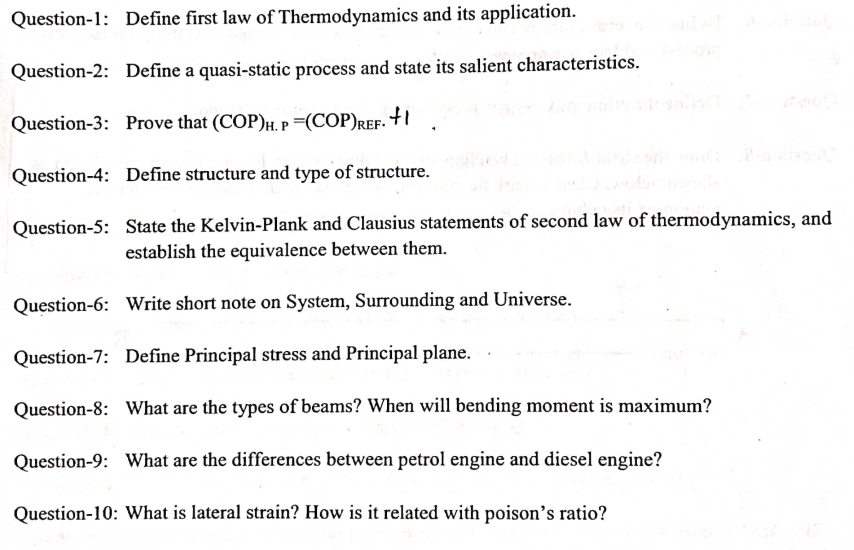 Question-1: Define first law of Thermodynamics and its application.
Question-2: Define a quasi-static process and state its salient characteristics.
Question-3: Prove that (COP)H. P =(COP)REF. +1 .
Question-4: Define structure and type of structure.
Question-5: State the Kelvin-Plank and Clausius statements of second law of thermodynamics, and
establish the equivalence between them.
Question-6: Write short note on System, Surrounding and Universe.
Question-7: Define Principal stress and Principal plane.
Question-8: What are the types of beams? When will bending moment is maximum?
Question-9: What are the differences between petrol engine and diesel engine?
Question-10: What is lateral strain? How is it related with poison's ratio?